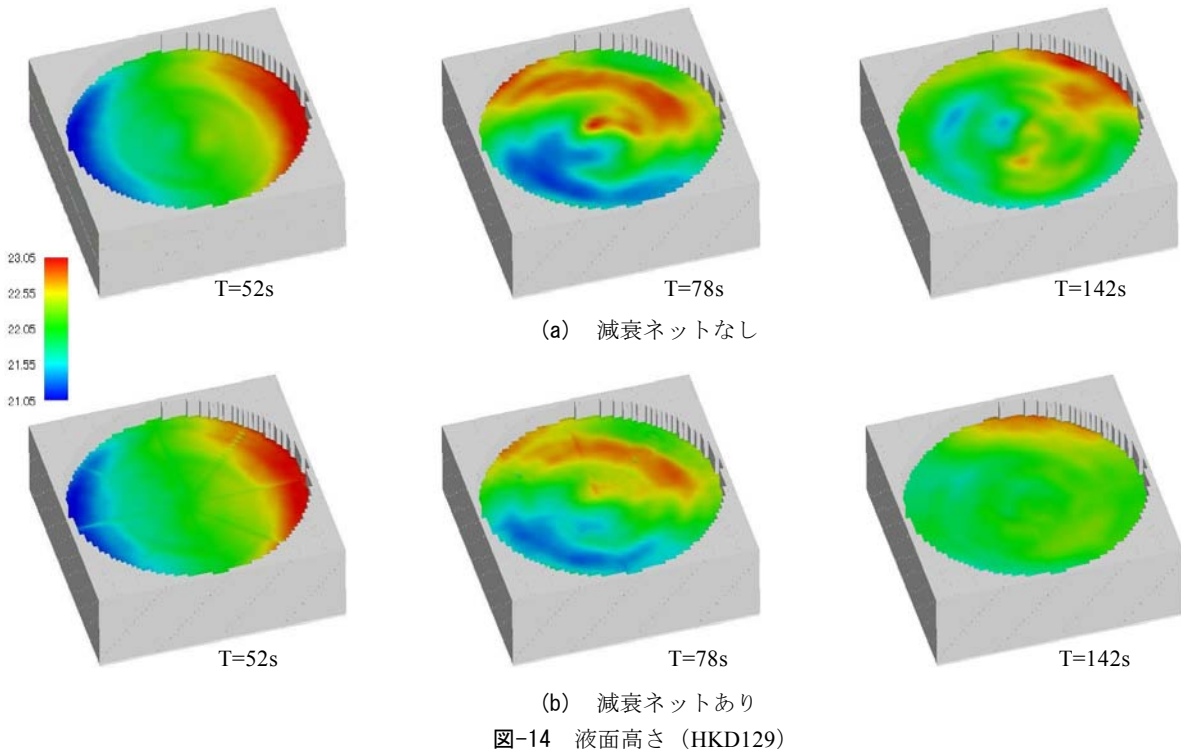 23.05
22.55
22.05
21.55
21.05
T=52s
T=78s
T=142s
(a) 減衰ネットなし
T=52s
T=78s
T=142s
(b) 減衰ネットあり
図-14 液面高さ（HKD129）